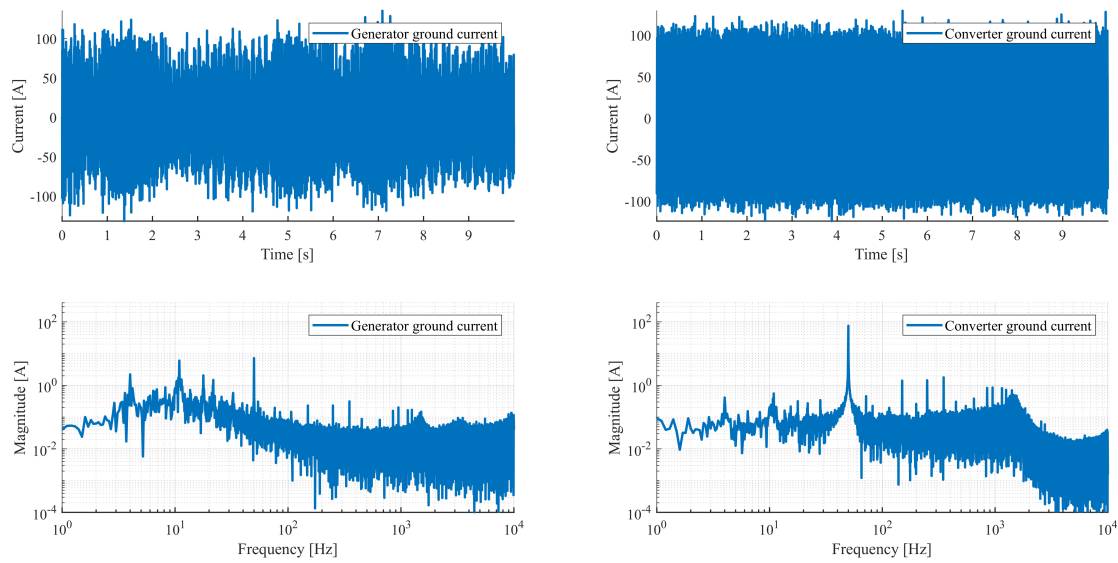 Generator ground current
Current [A]
100
50
0
-50
-100
0 1 2 3 4 5 6 7 8 9
Time [s]
Converter ground current
Current [A]
100
50
0
-50
-100
0 1 2 3 4 5 6 7 8 9
Time [s]
Generator ground current
Magnitude [A]
10^2
10^0
10^-2
10^-4
10^0 10^1 10^2 10^3 10^4
Frequency [Hz]
Converter ground current
Magnitude [A]
10^2
10^0
10^-2
10^-4
10^0 10^1 10^2 10^3 10^4
Frequency [Hz]